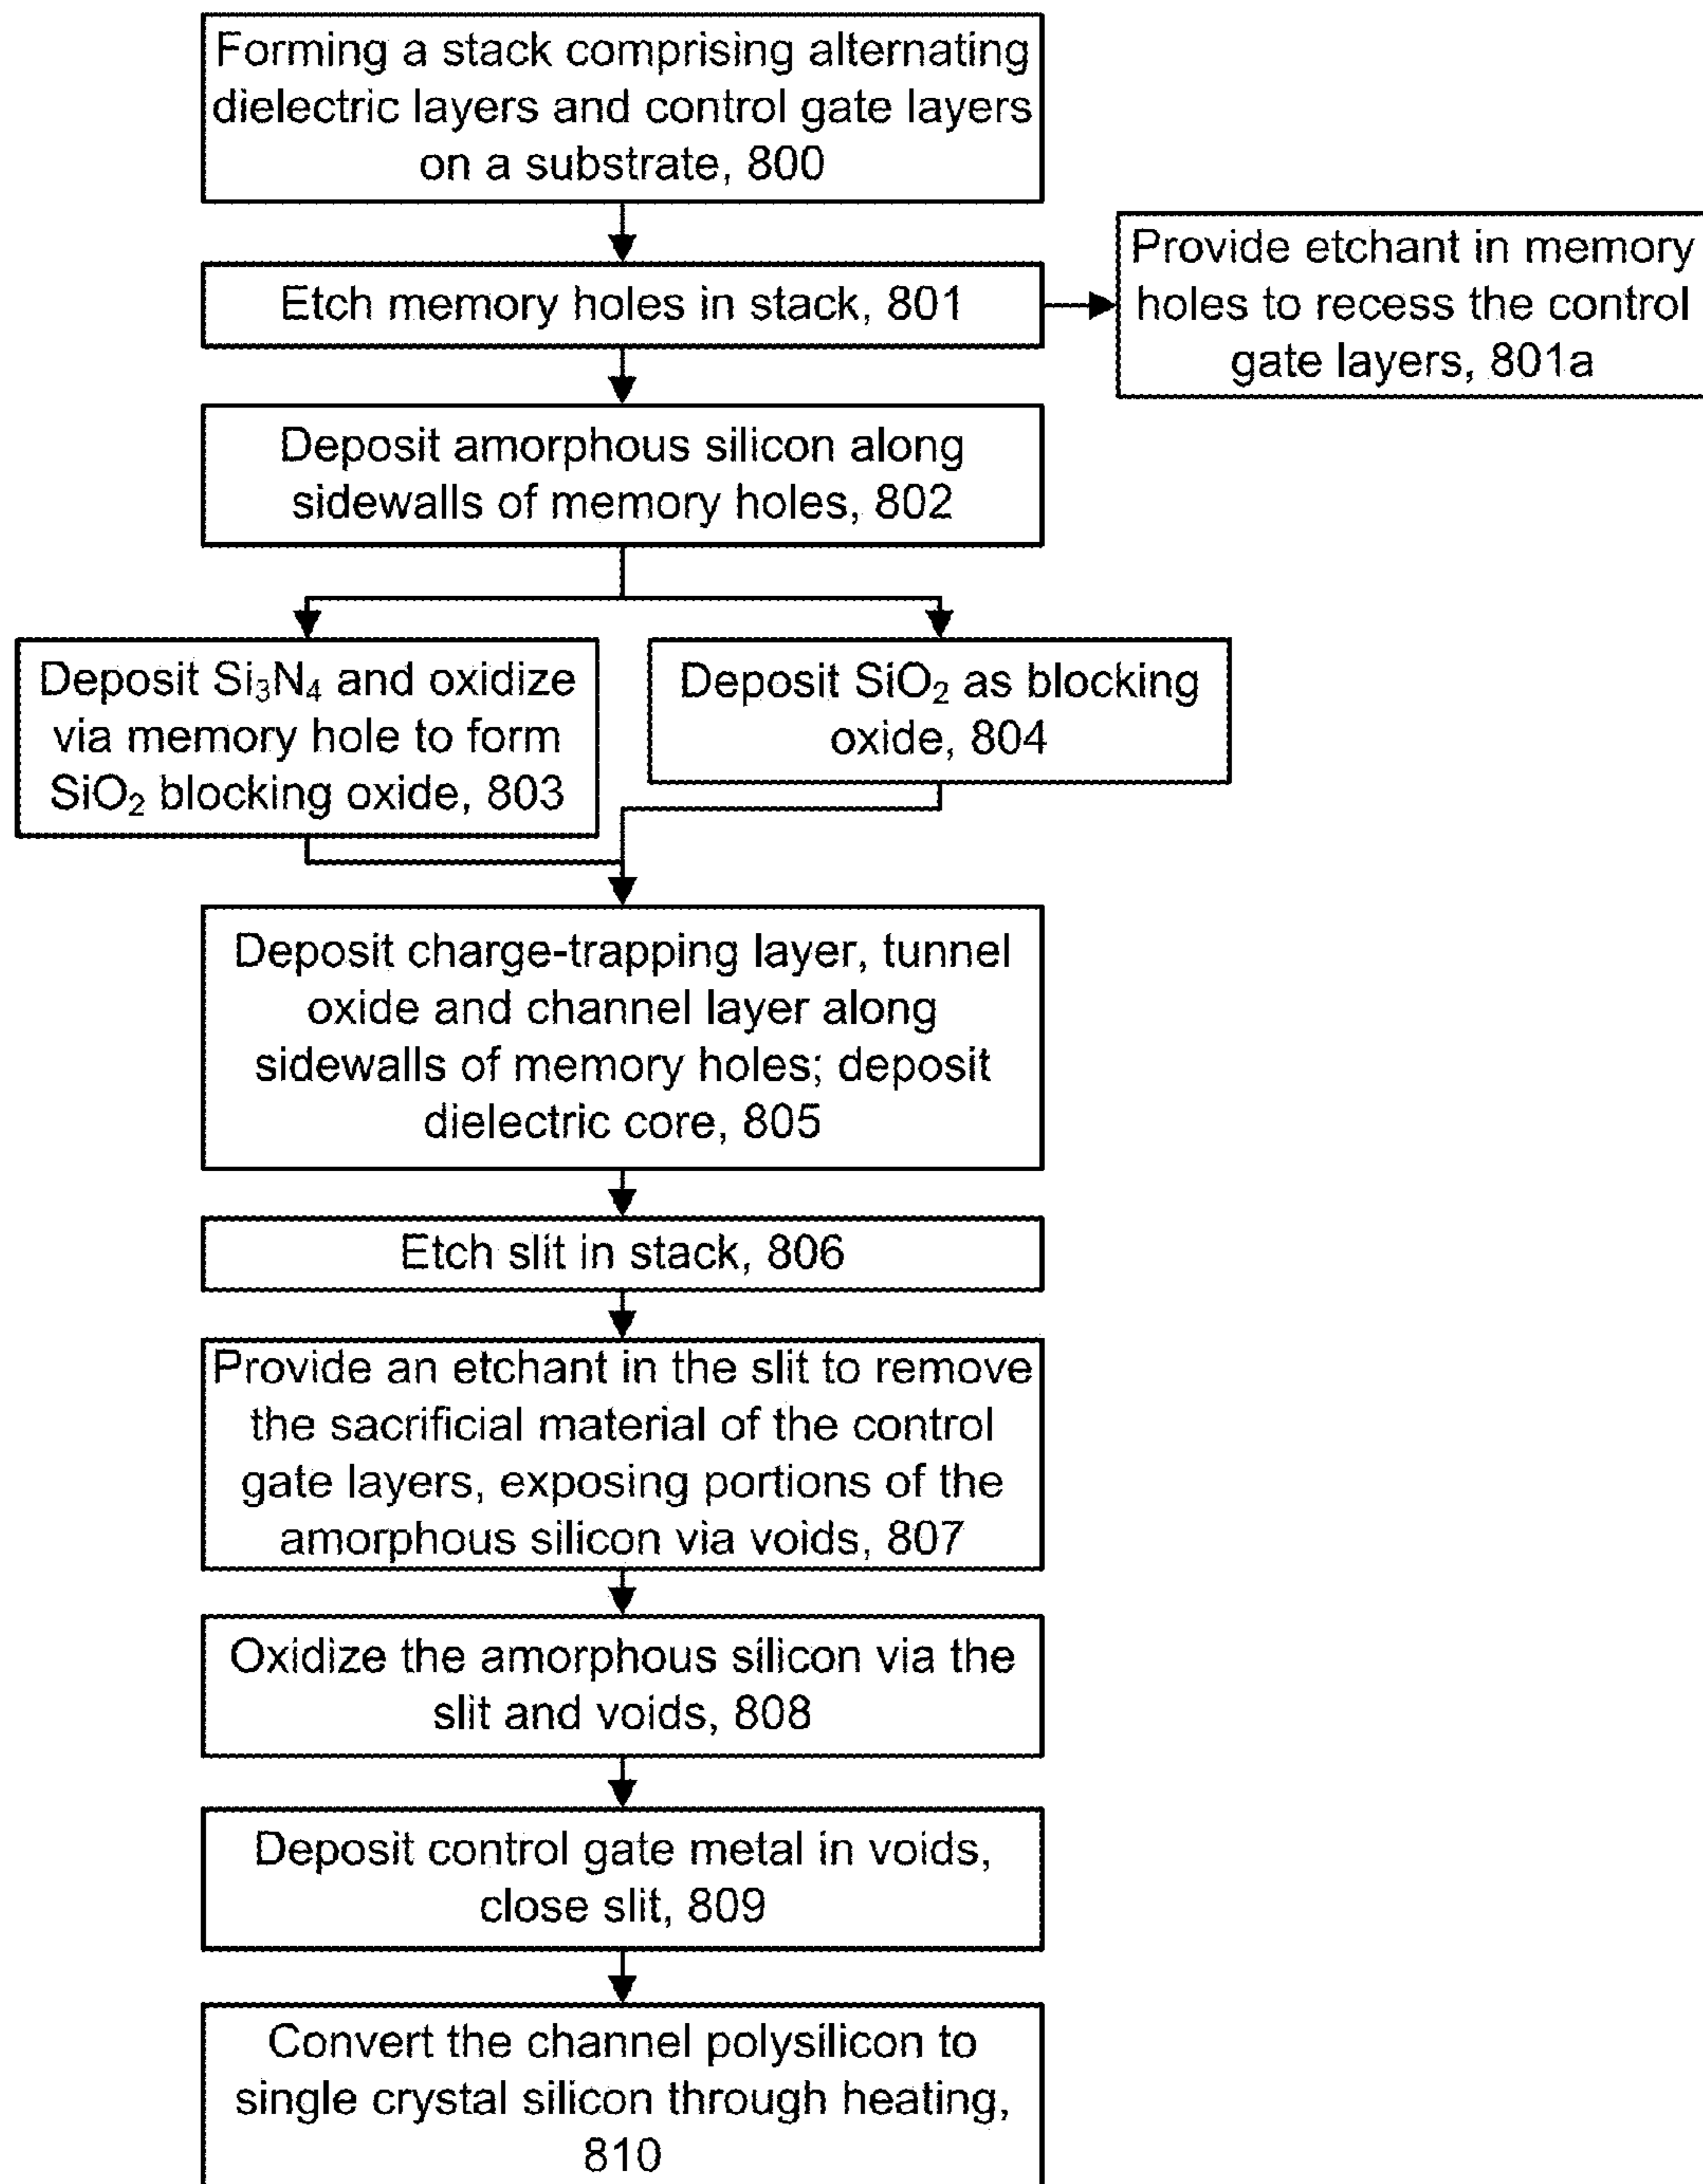 Forming a stack comprising alternating
dielectric layers and control gate layers
on a substrate, 800
Etch memory holes in stack, 801
Provide etchant in memory
holes to recess the control
gate layers, 801a
Deposit amorphous silicon along
sidewalls of memory holes, 802
Deposit Si₃N₄ and oxidize
via memory hole to form
SiO₂ blocking oxide, 803
Deposit SiO₂ as blocking
oxide, 804
Deposit charge-trapping layer, tunnel
oxide and channel layer along
sidewalls of memory holes; deposit
dielectric core, 805
Etch slit in stack, 806
Provide an etchant in the slit to remove
the sacrificial material of the control
gate layers, exposing portions of the
amorphous silicon via voids, 807
Oxidize the amorphous silicon via the
slit and voids, 808
Deposit control gate metal in voids,
close slit, 809
Convert the channel polysilicon to
single crystal silicon through heating,
810